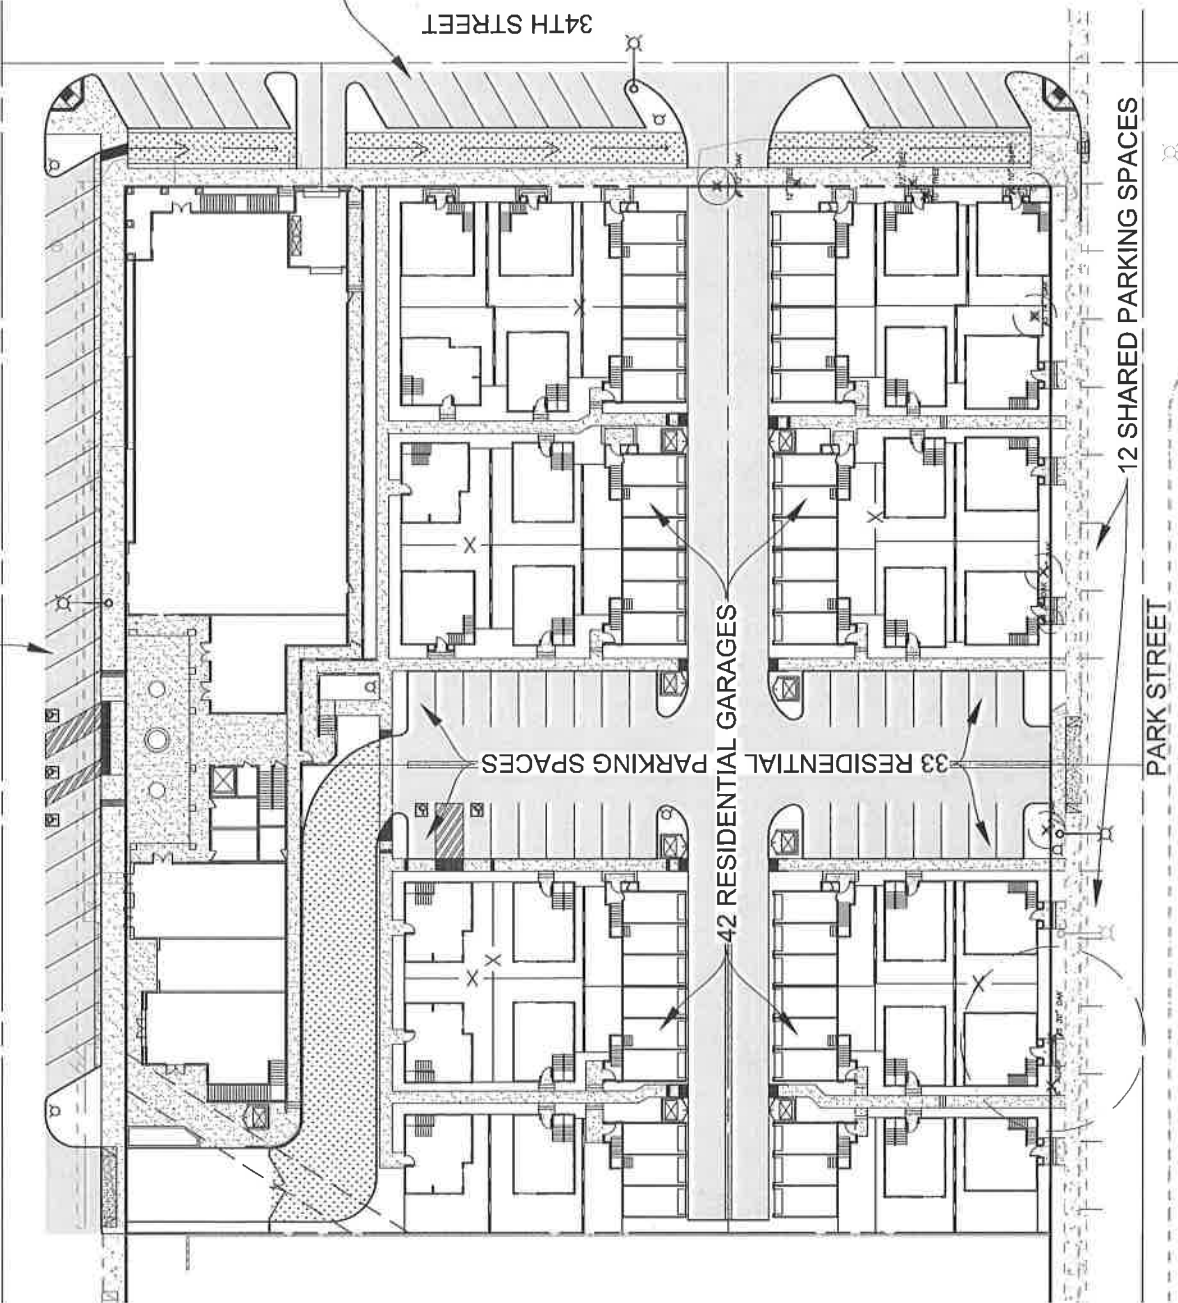 34TH STREET
12 SHARED PARKING SPACES
PARK STREET
42 RESIDENTIAL GARAGES
33 RESIDENTIAL PARKING SPACES